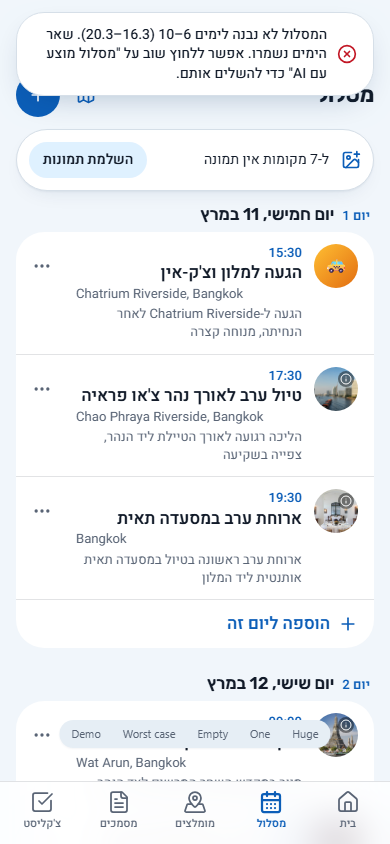 המסלול לא נבנה לימים 6–10 (16.3–20.3). שאר
הימים נשמרו. אפשר ללחוץ שוב על "מסלול מוצע
עם AI" כדי להשלים אותם.
מסלול
ל-7 מקומות אין תמונה
השלמת תמונות
יום 1 יום חמישי, 11 במרץ
15:30
הגעה למלון וצ'ק-אין
Chatrium Riverside, Bangkok
הגעה ל-Chatrium Riverside לאחר
הנחיתה, מנוחה קצרה
17:30
טיול ערב לאורך נהר צ'או פראיה
Chao Phraya Riverside, Bangkok
הליכה רגועה לאורך הטיילת ליד הנהר,
צפייה בשקיעה
19:30
ארוחת ערב במסעדה תאית
Bangkok
ארוחת ערב ראשונה בטיול במסעדה תאית
אותנטית ליד המלון
הוספה ליום זה
יום 2 יום שישי, 12 במרץ
Demo Worst case Empty One Huge
Wat Arun, Bangkok
בית
מסלול
מומלצים
מסמכים
צ'קליסט